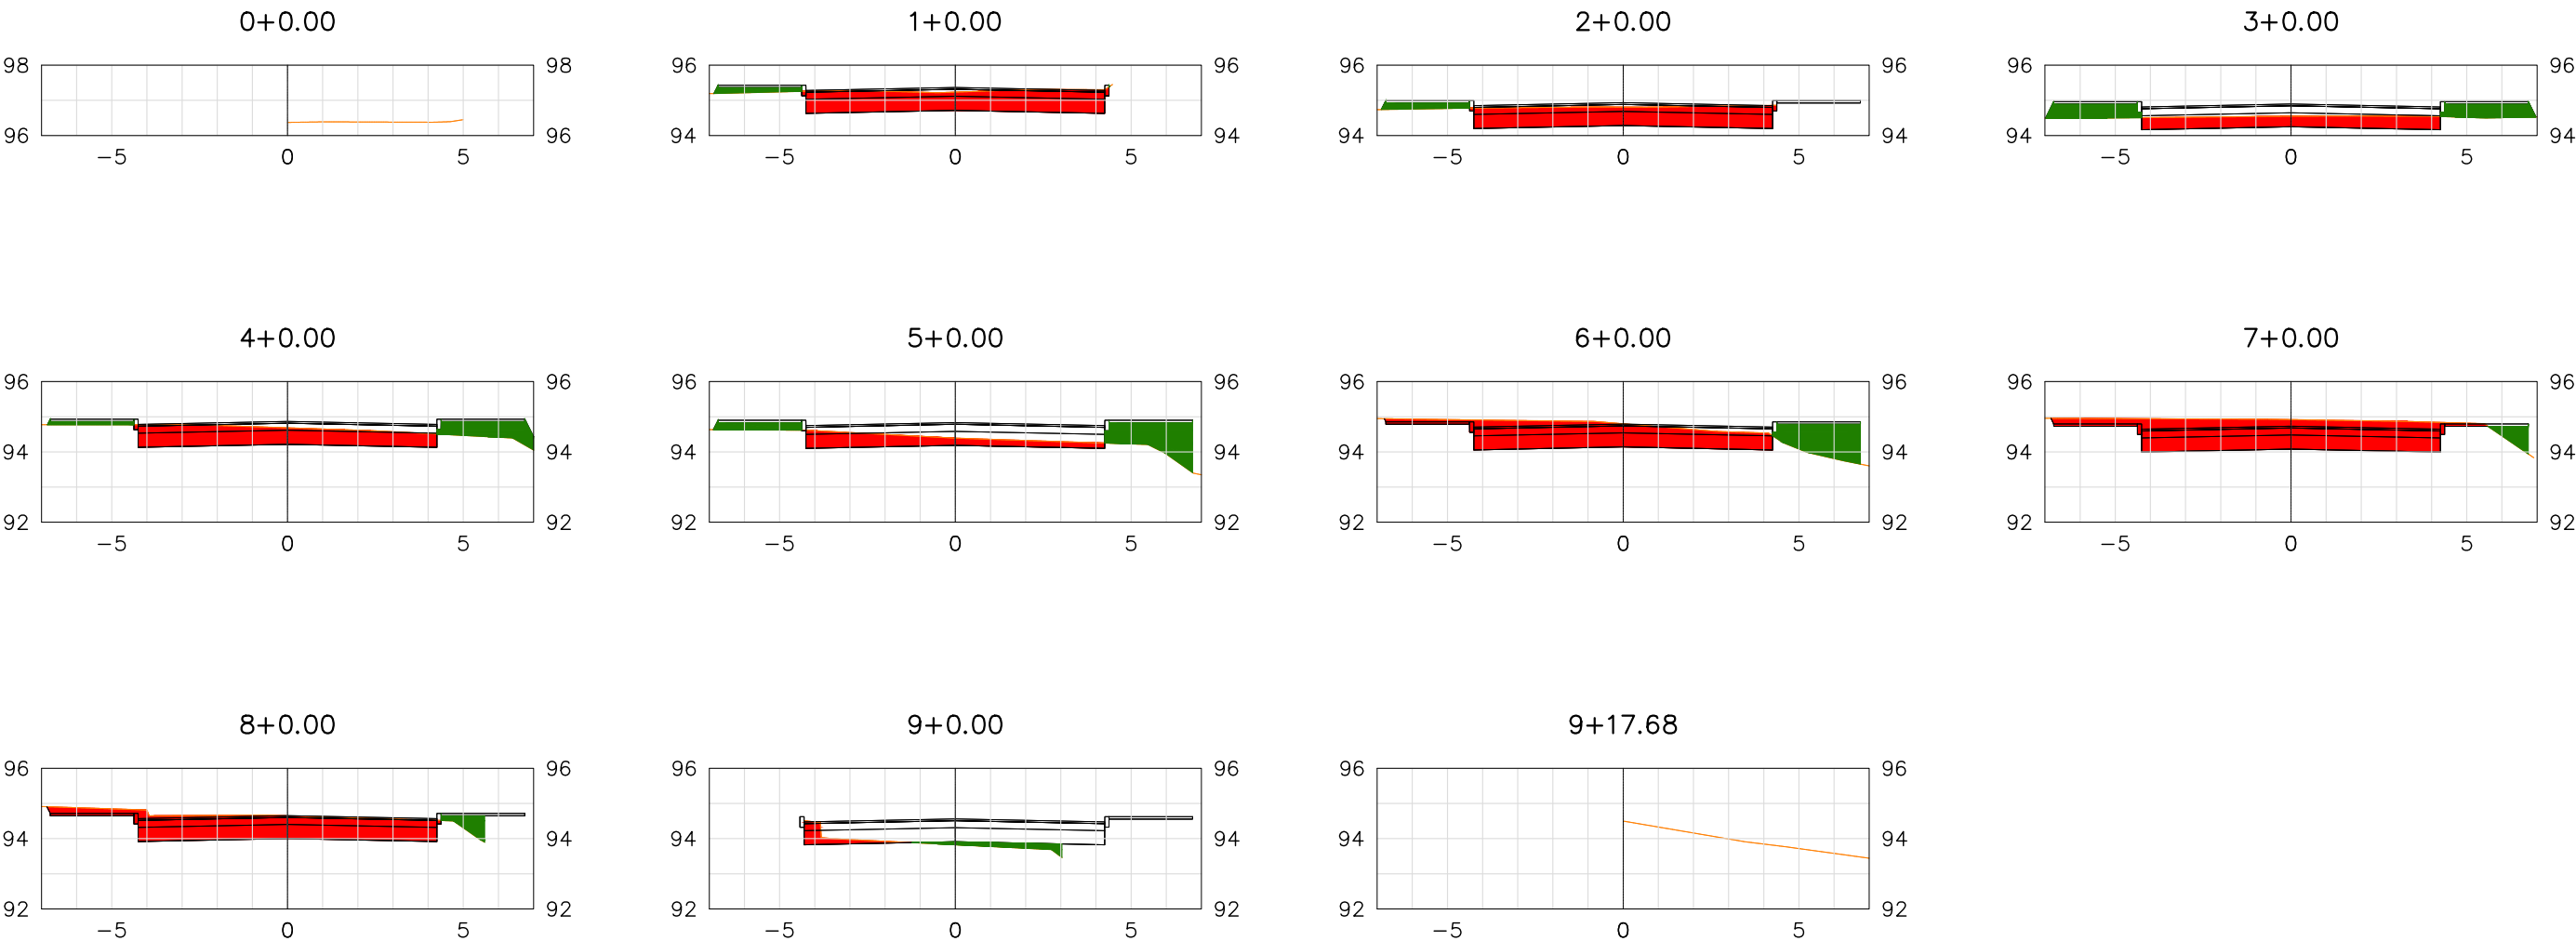 0+0.00 1+0.00 2+0.00 3+0.00
98 98 96 96 96 96 96 96
96 96 94 94 94 94 94 94
−5 0 5 −5 0 5 −5 0 5 −5 0 5
4+0.00 5+0.00 6+0.00 7+0.00
96 96 96 96 96 96 96 96
94 94 94 94 94 94 94 94
92 92 92 92 92 92 92 92
−5 0 5 −5 0 5 −5 0 5 −5 0 5
8+0.00 9+0.00 9+17.68
96 96 96 96 96 96
94 94 94 94 94 94
92 92 92 92 92 92
−5 0 5 −5 0 5 −5 0 5